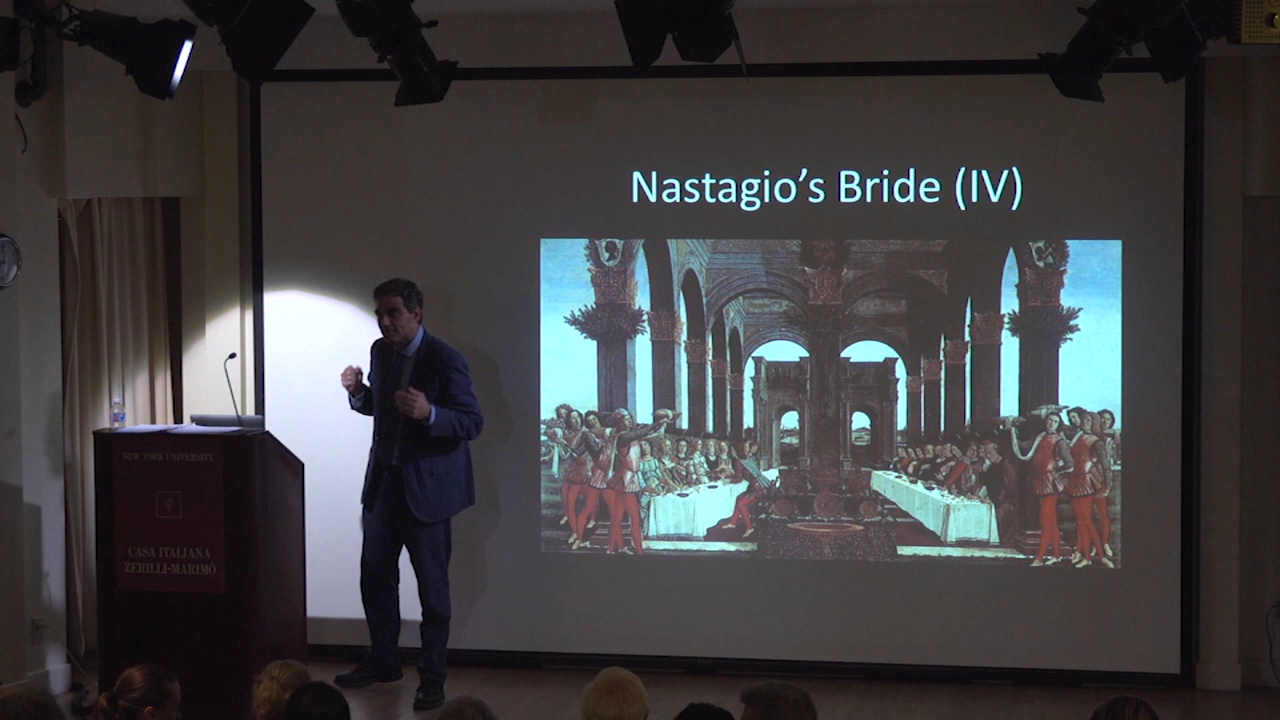 Nastagio’s Bride (IV)
NEW YORK UNIVERSITY
CASA ITALIANA
ZERILLI-MARIMÒ